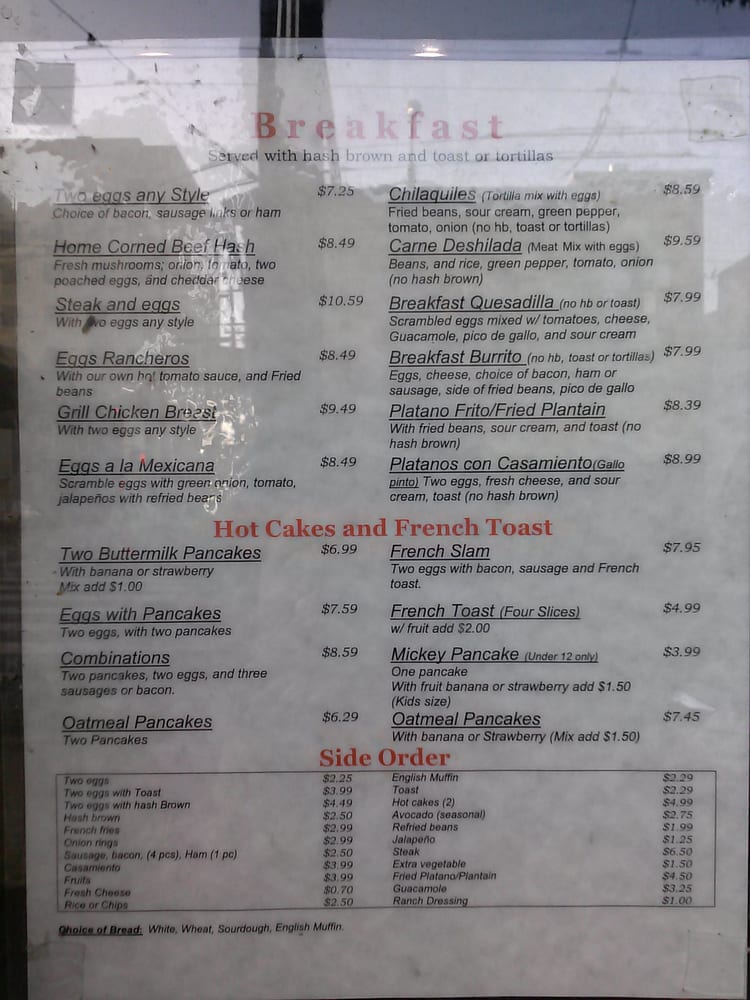 Breakfast
Served with hash brown and toast or tortillas
Two eggs any Style $7.25
Choice of bacon, sausage links or ham
Home Corned Beef Hash $8.49
Fresh mushrooms; onion, tomato, two
poached eggs, and cheddar cheese
Steak and eggs $10.59
With two eggs any style
Eggs Rancheros $8.49
With our own hot tomato sauce, and Fried
beans
Grill Chicken Breast $9.49
With two eggs any style
Eggs a la Mexicana $8.49
Scramble eggs with green onion, tomato,
jalapeños with refried beans
Chilaquiles (Tortilla mix with eggs) $8.59
Fried beans, sour cream, green pepper,
tomato, onion (no hb, toast or tortillas)
Carne Deshilada (Meat Mix with eggs) $9.59
Beans, and rice, green pepper, tomato, onion
(no hash brown)
Breakfast Quesadilla (no hb or toast) $7.99
Scrambled eggs mixed w/ tomatoes, cheese,
Guacamole, pico de gallo, and sour cream
Breakfast Burrito (no hb, toast or tortillas) $7.99
Eggs, cheese, choice of bacon, ham or
sausage, side of fried beans, pico de gallo
Platano Frito/Fried Plantain $8.39
With fried beans, sour cream, and toast (no
hash brown)
Platanos con Casamiento(Gallo $8.99
pinto) Two eggs, fresh cheese, and sour
cream, toast (no hash brown)
Hot Cakes and French Toast
Two Buttermilk Pancakes $6.99
With banana or strawberry
Mix add $1.00
Eggs with Pancakes $7.59
Two eggs, with two pancakes
Combinations $8.59
Two pancakes, two eggs, and three
sausages or bacon.
Oatmeal Pancakes $6.29
Two Pancakes
French Slam $7.95
Two eggs with bacon, sausage and French
toast.
French Toast (Four Slices) $4.99
w/ fruit add $2.00
Mickey Pancake (Under 12 only) $3.99
One pancake
With fruit banana or strawberry add $1.50
(Kids size)
Oatmeal Pancakes $7.45
With banana or Strawberry (Mix add $1.50)
Side Order
Two eggs $2.25
Two eggs with Toast $3.99
Two eggs with hash Brown $4.49
Hash brown $2.50
French fries $2.99
Onion rings $2.99
Sausage, bacon, (4 pcs), Ham (1 pc) $2.50
Casamiento $3.99
Fruits $3.99
Fresh Cheese $0.70
Rice or Chips $2.50
English Muffin $2.29
Toast $2.29
Hot cakes (2) $4.99
Avocado (seasonal) $2.75
Refried beans $1.99
Jalapeño $1.25
Steak $6.50
Extra vegetable $1.50
Fried Platano/Plantain $4.50
Guacamole $3.25
Ranch Dressing $1.00
Choice of Bread: White, Wheat, Sourdough, English Muffin.